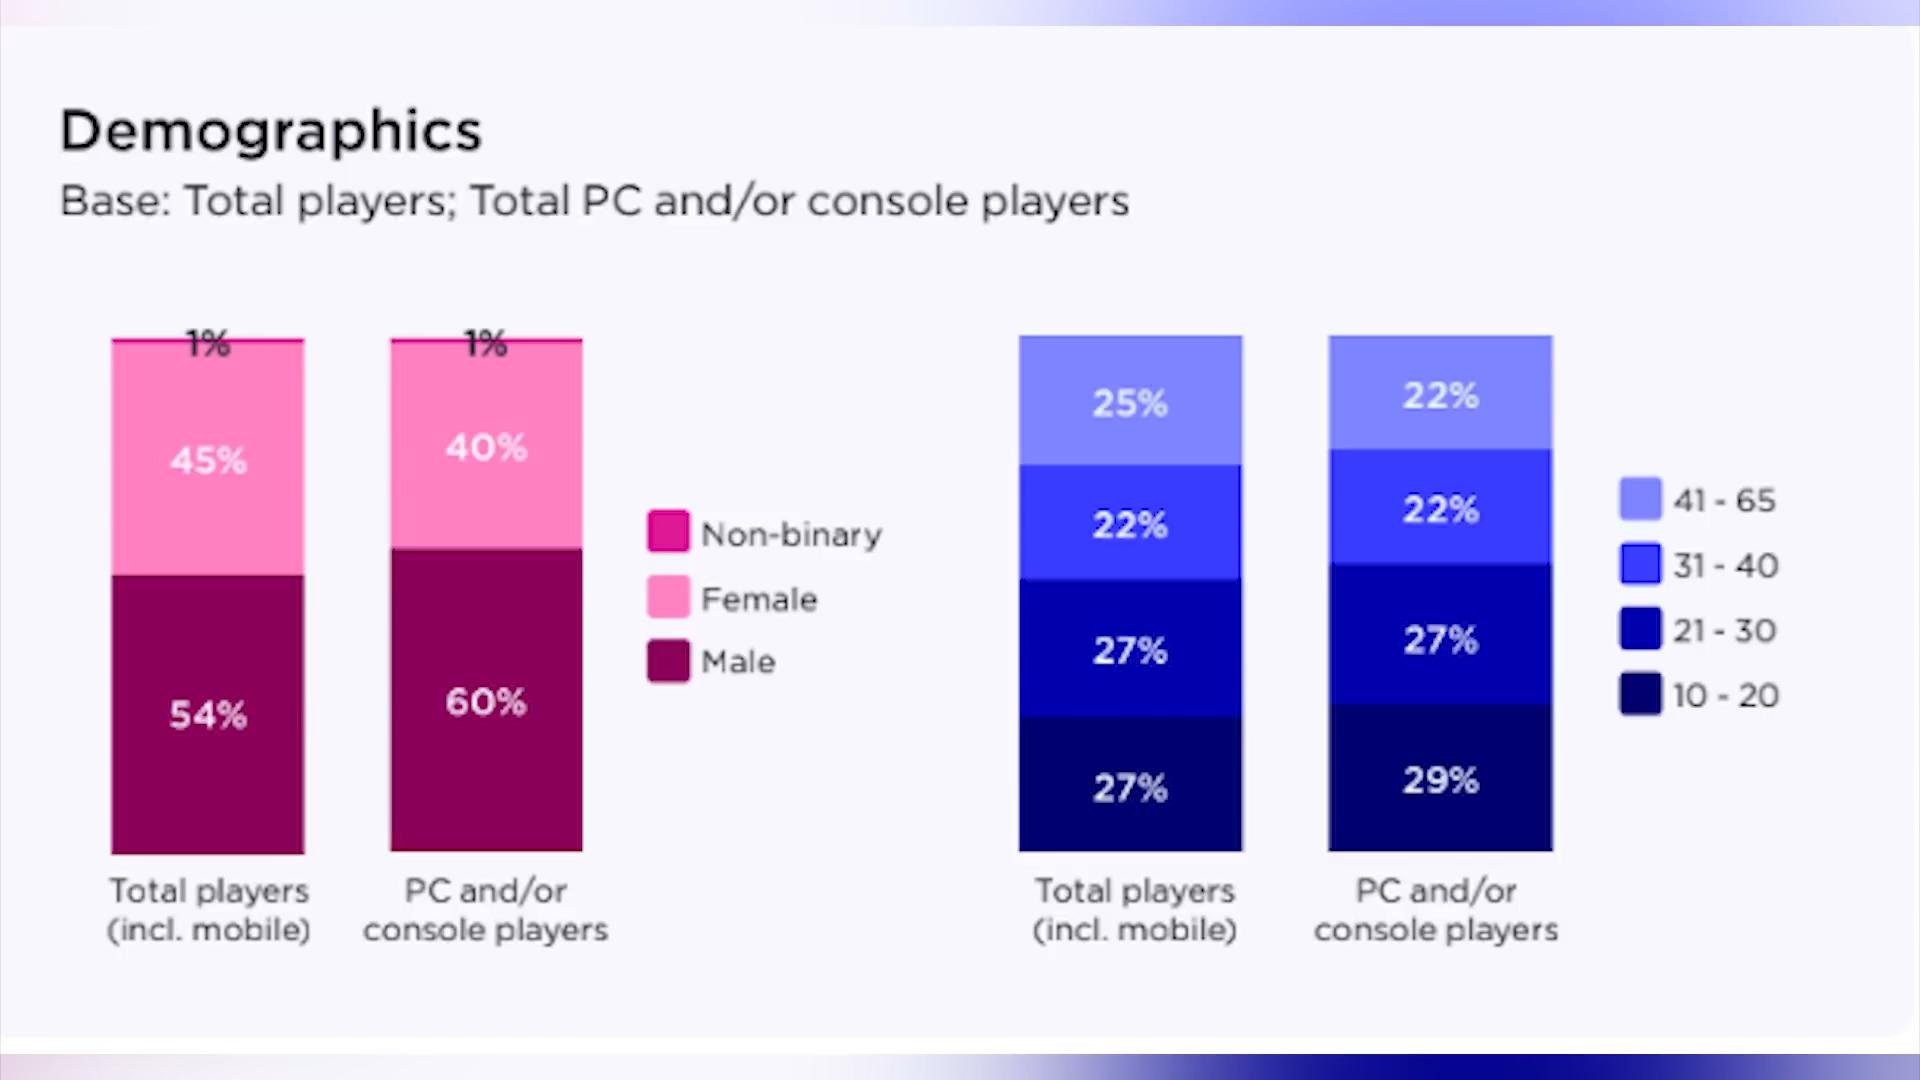 Demographics
Base: Total players; Total PC and/or console players
1%
45%
54%
Total players
(incl. mobile)
1%
40%
60%
PC and/or
console players
Non-binary
Female
Male
25%
22%
27%
27%
Total players
(incl. mobile)
22%
22%
27%
29%
PC and/or
console players
41 - 65
31 - 40
21 - 30
10 - 20